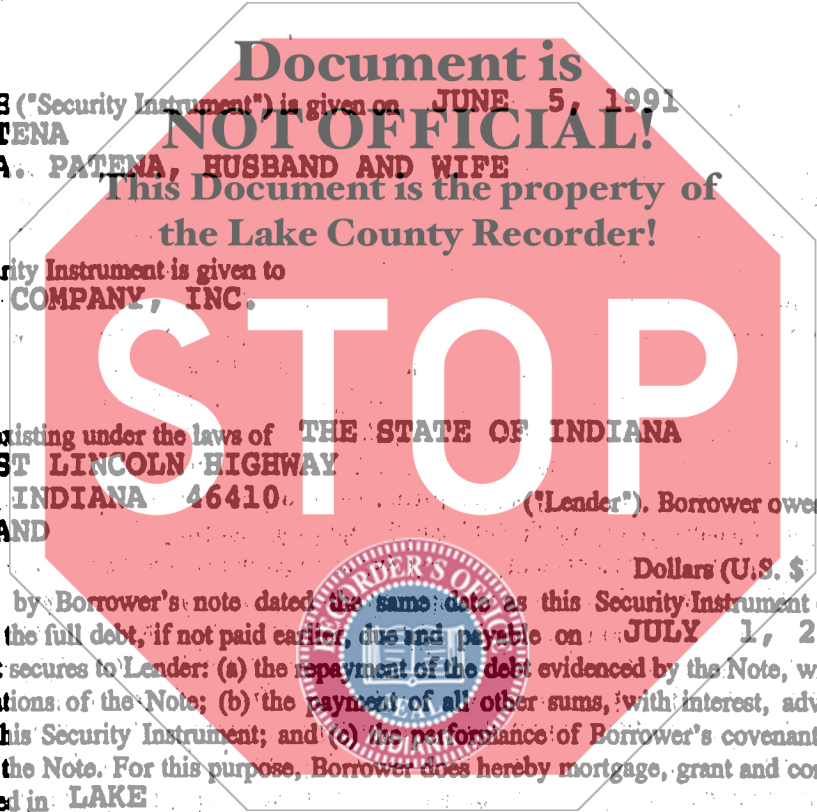 Document is
("Security Instrument") is given on JUNE 5, 1991
TENA
NOT OFFICIAL!
A. PATENA, HUSBAND AND WIFE
This Document is the property of
the Lake County Recorder!
rity Instrument is given to
COMPANY, INC.
STOP
xisting under the laws of THE STATE OF INDIANA
ST LINCOLN HIGHWAY
INDIANA 46410 ("Lender"). Borrower owe
AND
Dollars (U.S. $
RECORDER'S OFFICE
by Borrower's note dated the same date as this Security Instrument
the full debt, if not paid earlier, due and payable on JULY 1, 2
secures to Lender: (a) the repayment of the debt evidenced by the Note, w
tions of the Note; (b) the payment of all other sums, with interest, adv
SEAL
his Security Instrument; and (c) the performance of Borrower's covenant
the Note. For this purpose, Borrower does hereby mortgage, grant and co
ed in LAKE